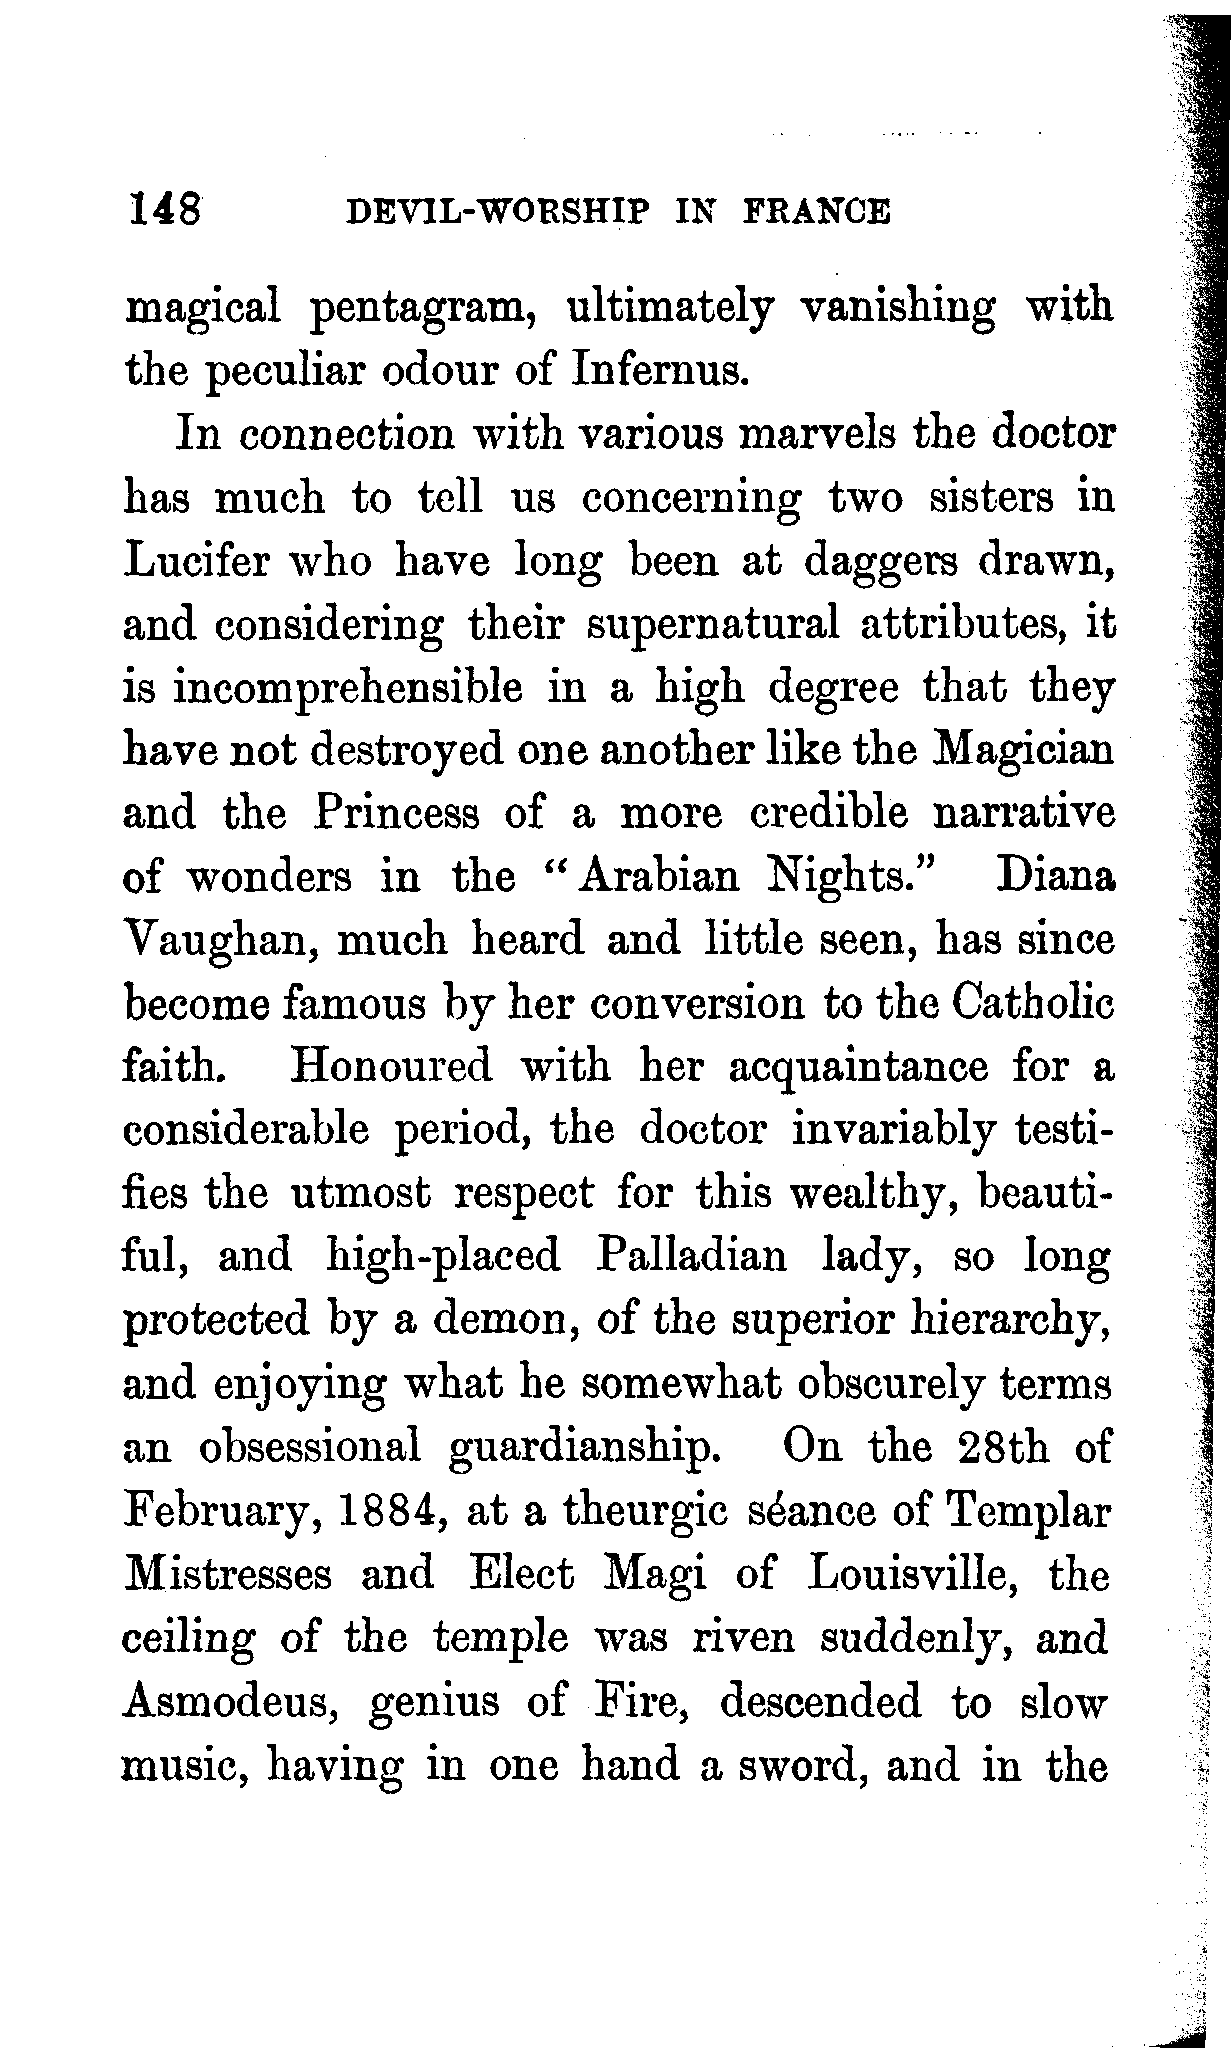 148 DEVIL-WORSHIP IN FRANCE
magical pentagram, ultimately vanishing with
the peculiar odour of Infernus.
In connection with various marvels the doctor
has much to tell us concerning two sisters in
Lucifer who have long been at daggers drawn,
and considering their supernatural attributes, it
is incomprehensible in a high degree that they
have not destroyed one another like the Magician
and the Princess of a more credible narrative
of wonders in the “Arabian Nights.” Diana
Vaughan, much heard and little seen, has since
become famous by her conversion to the Catholic
faith. Honoured with her acquaintance for a
considerable period, the doctor invariably testi-
fies the utmost respect for this wealthy, beauti-
ful, and high-placed Palladian lady, so long
protected by a demon, of the superior hierarchy,
and enjoying what he somewhat obscurely terms
an obsessional guardianship. On the 28th of
February, 1884, at a theurgic séance of Templar
Mistresses and Elect Magi of Louisville, the
ceiling of the temple was riven suddenly, and
Asmodeus, genius of Fire, descended to slow
music, having in one hand a sword, and in the